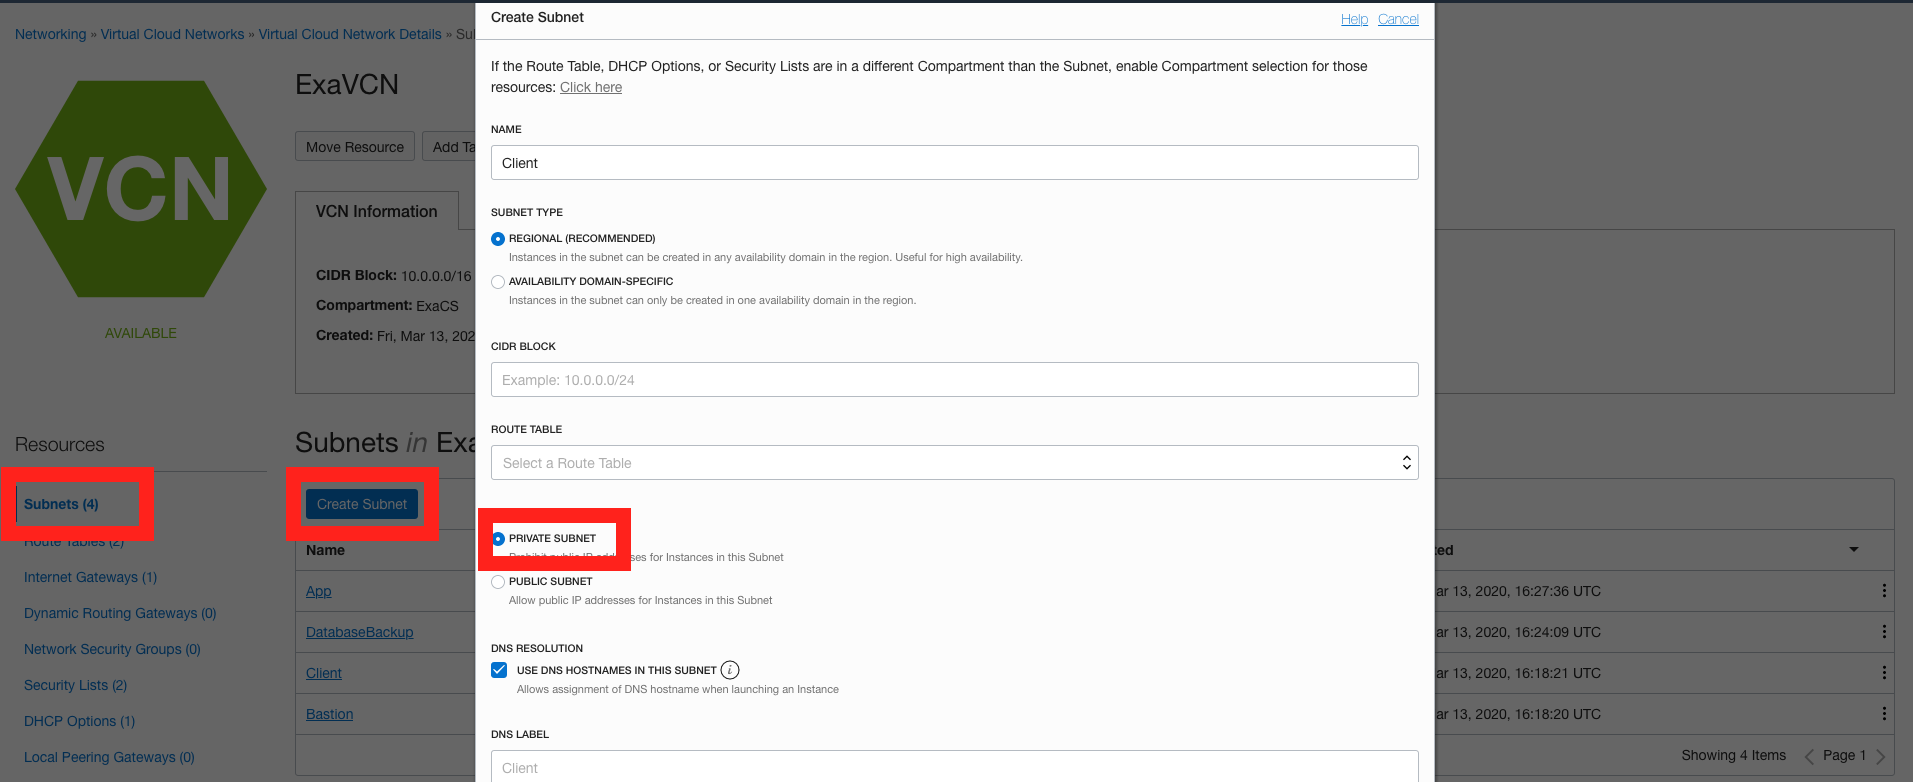 Networking » Virtual Cloud Networks » Virtual Cloud Network Details » Su
VCN
AVAILABLE
ExaVCN
Move Resource
Add Ta
VCN Information
CIDR Block: 10.0.0.0/16
Compartment: ExaCS
Created: Fri, Mar 13, 202
Resources
Subnets (4)
Route Tables (2)
Internet Gateways (1)
Dynamic Routing Gateways (0)
Network Security Groups (0)
Security Lists (2)
DHCP Options (1)
Local Peering Gateways (0)
Subnets in Exa
Create Subnet
Name
App
DatabaseBackup
Client
Bastion
Create Subnet
Help Cancel
If the Route Table, DHCP Options, or Security Lists are in a different Compartment than the Subnet, enable Compartment selection for those
resources: Click here
NAME
Client
SUBNET TYPE
REGIONAL (RECOMMENDED)
Instances in the subnet can be created in any availability domain in the region. Useful for high availability.
AVAILABILITY DOMAIN-SPECIFIC
Instances in the subnet can only be created in one availability domain in the region.
CIDR BLOCK
Example: 10.0.0.0/24
ROUTE TABLE
Select a Route Table
PRIVATE SUBNET
Prohibit public IP addresses for Instances in this Subnet
PUBLIC SUBNET
Allow public IP addresses for Instances in this Subnet
DNS RESOLUTION
USE DNS HOSTNAMES IN THIS SUBNET i
Allows assignment of DNS hostname when launching an Instance
DNS LABEL
Client
ed
ar 13, 2020, 16:27:36 UTC
ar 13, 2020, 16:24:09 UTC
ar 13, 2020, 16:18:21 UTC
ar 13, 2020, 16:18:20 UTC
Showing 4 Items
Page 1